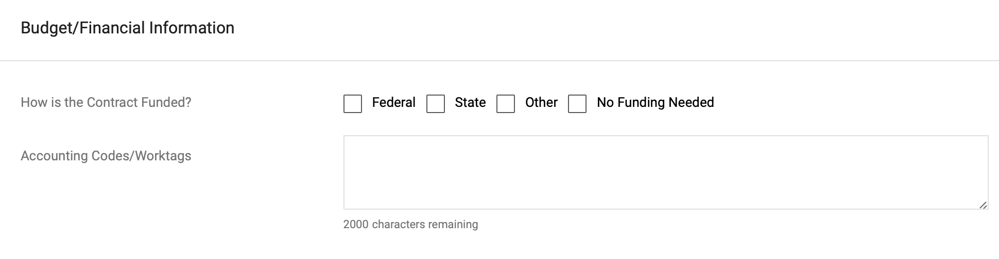 Budget/Financial Information
How is the Contract Funded? Federal State Other No Funding Needed
Accounting Codes/Worktags
2000 characters remaining